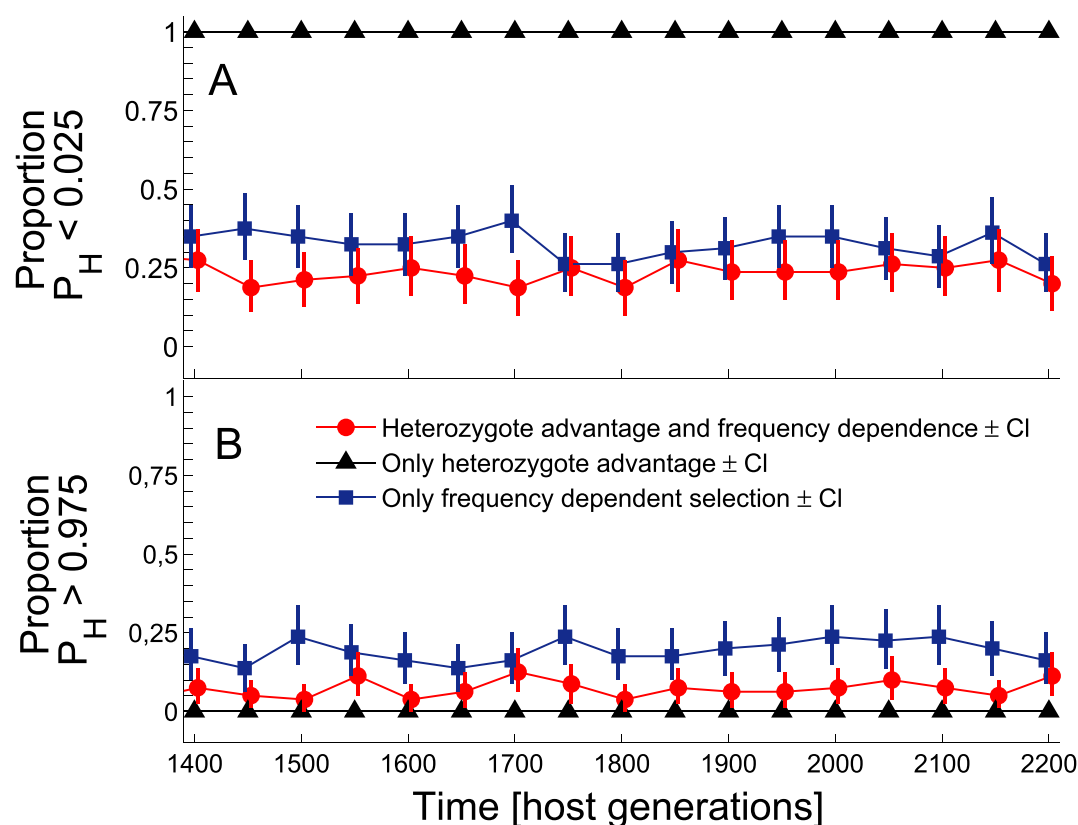 A
Proportion
P_H < 0.025
1
0.75
0.5
0.25
0
B
Proportion
P_H > 0.975
1
0,75
0,5
0,25
0
Heterozygote advantage and frequency dependence ± CI
Only heterozygote advantage ± CI
Only frequency dependent selection ± CI
1400 1500 1600 1700 1800 1900 2000 2100 2200
Time [host generations]